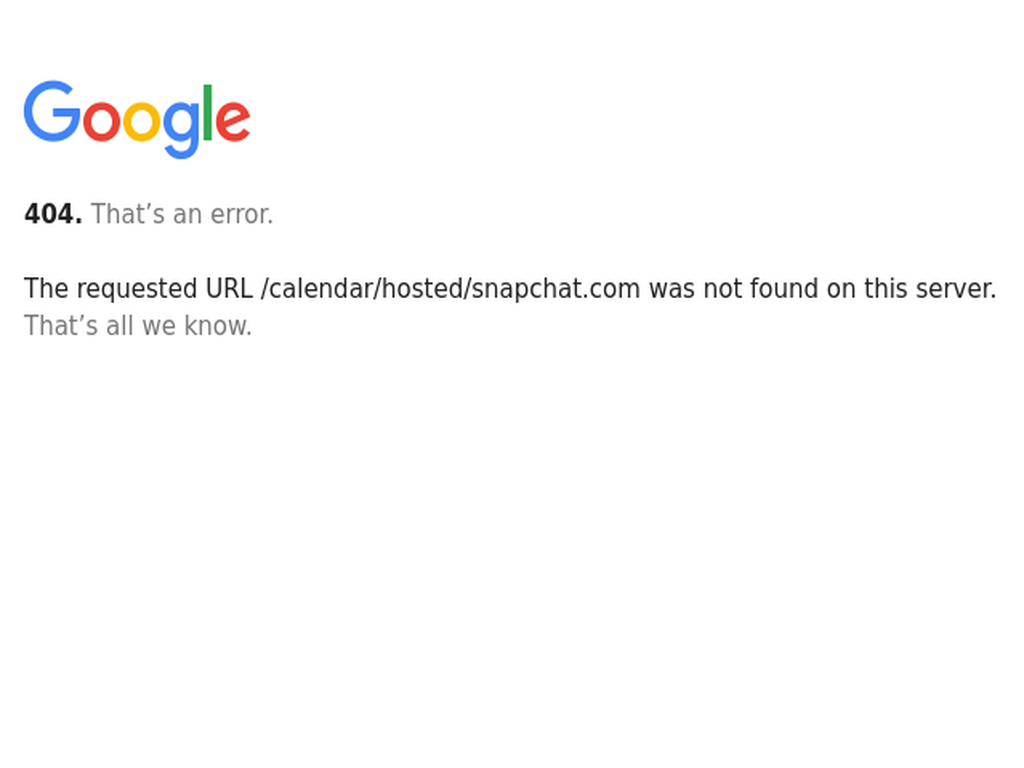 Google
404. That’s an error.
The requested URL /calendar/hosted/snapchat.com was not found on this server.
That’s all we know.